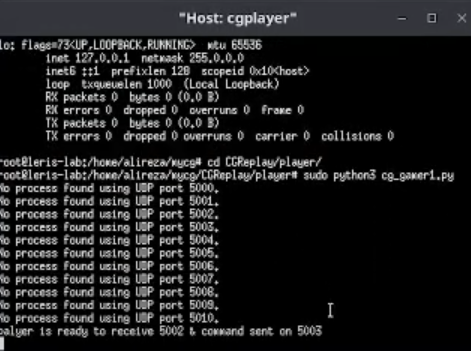 "Host: cgplayer"
lo: flags=73<UP,LOOPBACK,RUNNING>  mtu 65536
inet 127.0.0.1  netmask 255.0.0.0
inet6 ::1  prefixlen 128  scopeid 0x10<host>
loop  txqueuelen 1000  (Local Loopback)
RX packets 0  bytes 0 (0.0 B)
RX errors 0  dropped 0  overruns 0  frame 0
TX packets 0  bytes 0 (0.0 B)
TX errors 0  dropped 0 overruns 0  carrier 0  collisions 0
root@leris-lab:/home/alireza/mycg# cd CGReplay/player/
root@leris-lab:/home/alireza/mycg/CGReplay/player# sudo python3 cg_gamer1.py
No process found using UDP port 5000.
No process found using UDP port 5001.
No process found using UDP port 5002.
No process found using UDP port 5003.
No process found using UDP port 5004.
No process found using UDP port 5005.
No process found using UDP port 5006.
No process found using UDP port 5007.
No process found using UDP port 5008.
No process found using UDP port 5009.
No process found using UDP port 5010.
palyer is ready to receive 5002 & command sent on 5003